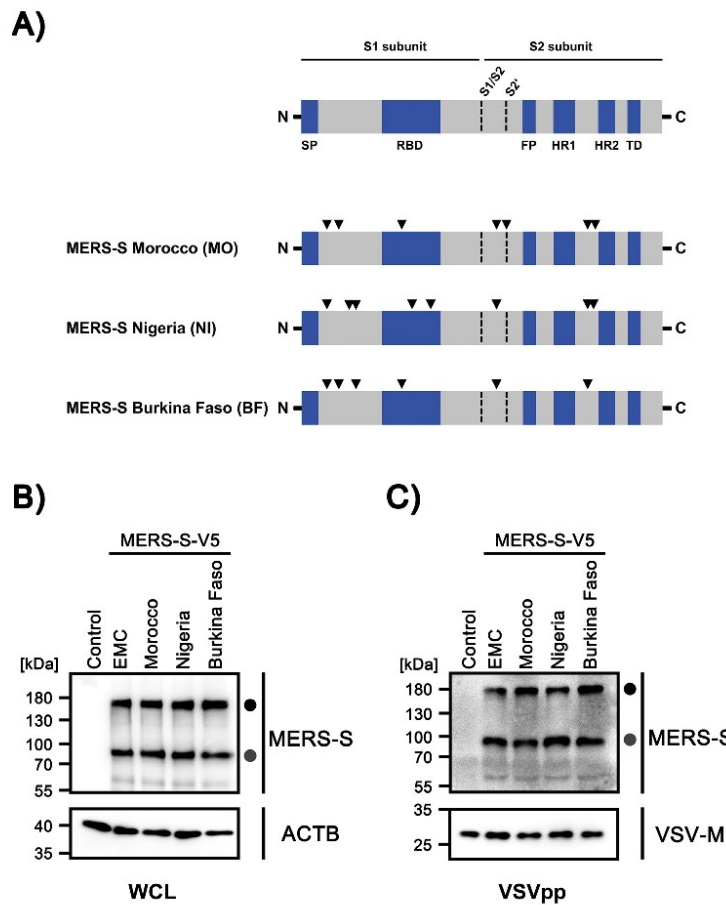 A)
S1 subunit
S2 subunit
S1/S2
S2'
N
C
SP
RBD
FP
HR1
HR2
TD
MERS-S Morocco (MO)
N
C
MERS-S Nigeria (NI)
N
C
MERS-S Burkina Faso (BF)
N
C
B)
MERS-S-V5
Control
EMC
Morocco
Nigeria
Burkina Faso
[kDa]
180
130
100
70
55
MERS-S
40
35
ACTB
WCL
C)
MERS-S-V5
Control
EMC
Morocco
Nigeria
Burkina Faso
[kDa]
180
130
100
70
55
MERS-S
35
25
VSV-M
VSVpp